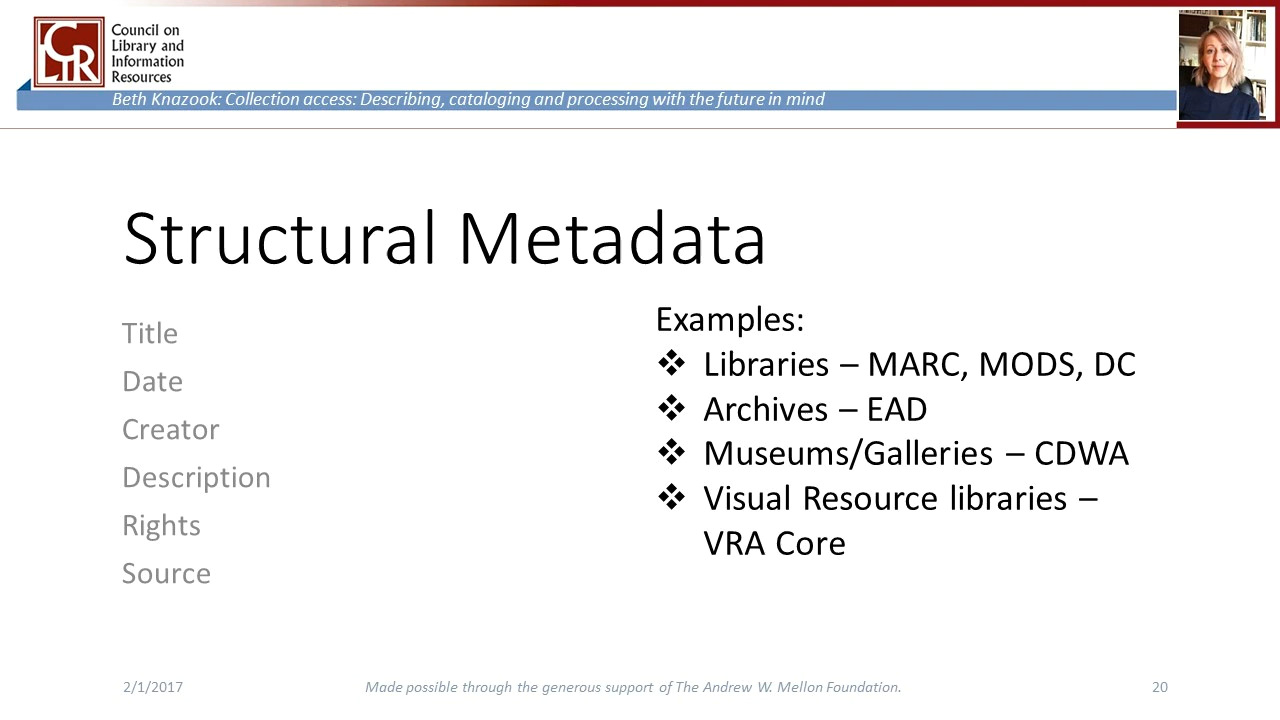 CLIR
Council on
Library and
Information
Resources
Beth Knazook: Collection access: Describing, cataloging and processing with the future in mind
Structural Metadata
Title
Date
Creator
Description
Rights
Source
Examples:
❖ Libraries – MARC, MODS, DC
❖ Archives – EAD
❖ Museums/Galleries – CDWA
❖ Visual Resource libraries –
VRA Core
2/1/2017
Made possible through the generous support of The Andrew W. Mellon Foundation.
20